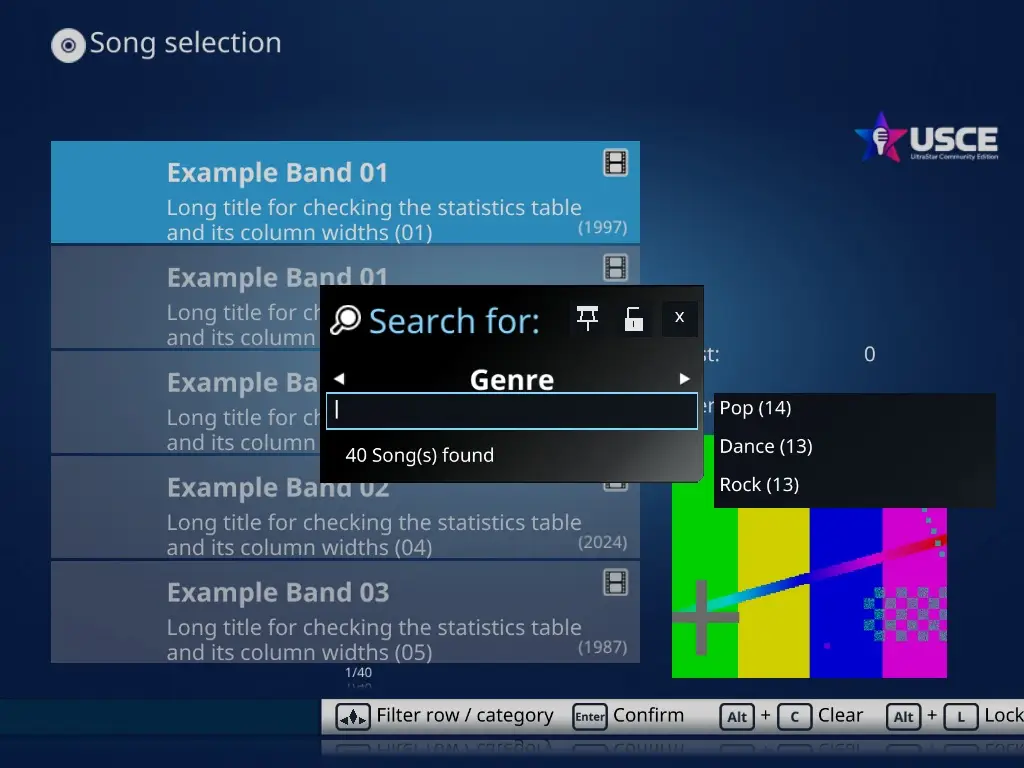 Song selection
USCE
UltraStar Community Edition
Example Band 01
Long title for checking the statistics table
and its column widths (01)
(1997)
Example Band 01
Long title for ch
and its column
Example Ba
Long title for ch
and its column
Search for:
x
Genre
40 Song(s) found
st:
0
er
Pop (14)
Dance (13)
Rock (13)
Example Band 02
Long title for checking the statistics table
and its column widths (04)
(2024)
Example Band 03
Long title for checking the statistics table
and its column widths (05)
(1987)
1/40
Filter row / category
Enter Confirm
Alt + C Clear
Alt + L Lock